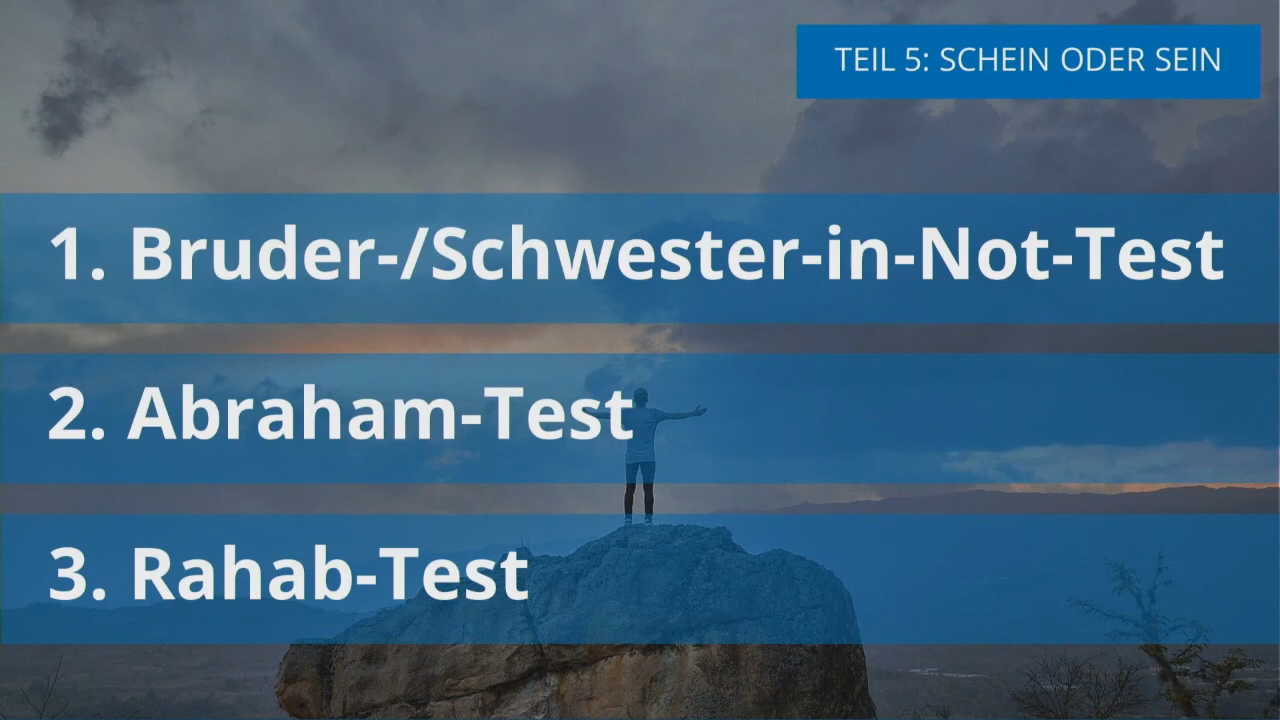 TEIL 5: SCHEIN ODER SEIN
1. Bruder-/Schwester-in-Not-Test
2. Abraham-Test
3. Rahab-Test